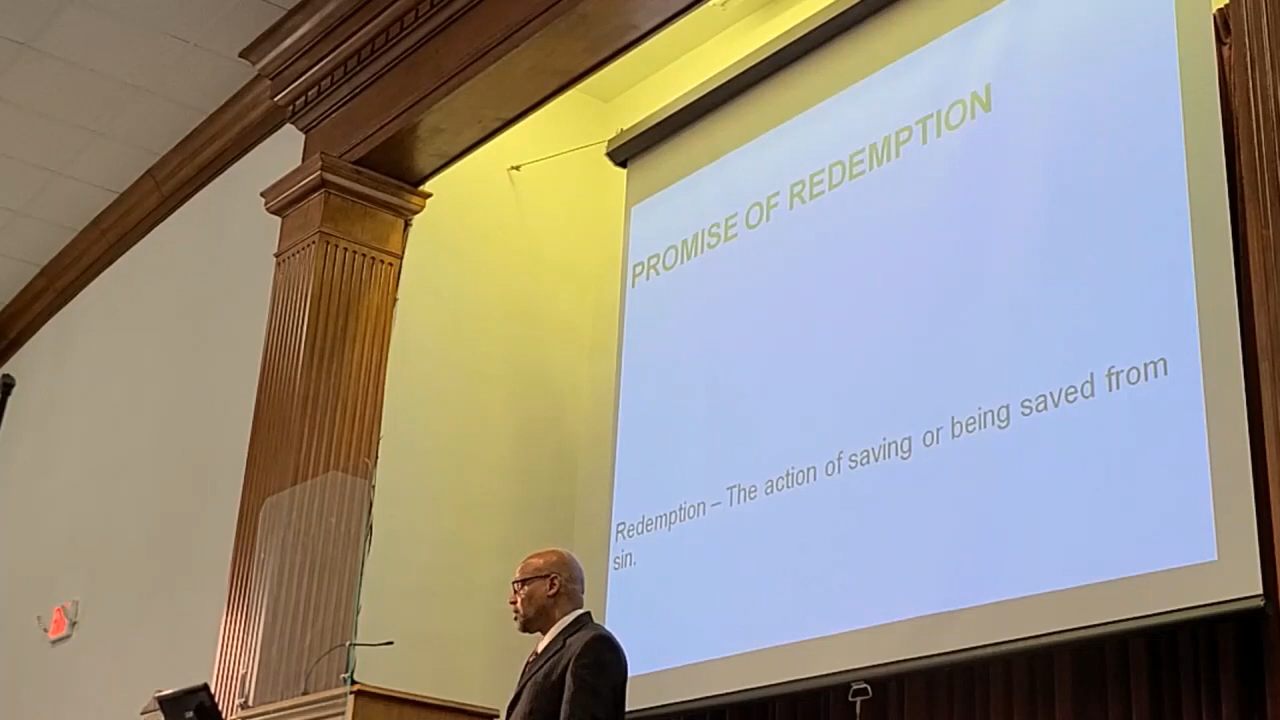 PROMISE OF REDEMPTION
Redemption – The action of saving or being saved from
sin.